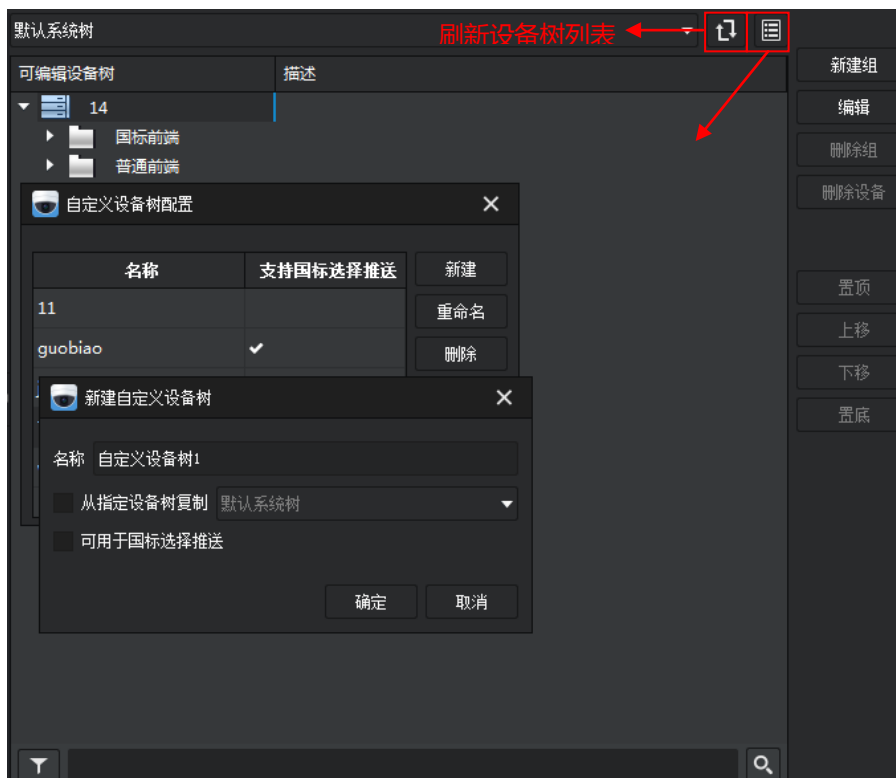 默认系统树
刷新设备树列表
可编辑设备树 描述
14
国标前端
普通前端
自定义设备树配置
名称 支持国标选择推送
11
guobiao
新建
重命名
删除
新建自定义设备树
名称 自定义设备树1
从指定设备树复制 默认系统树
可用于国标选择推送
确定 取消
新建组
编辑
删除组
删除设备
置顶
上移
下移
置底